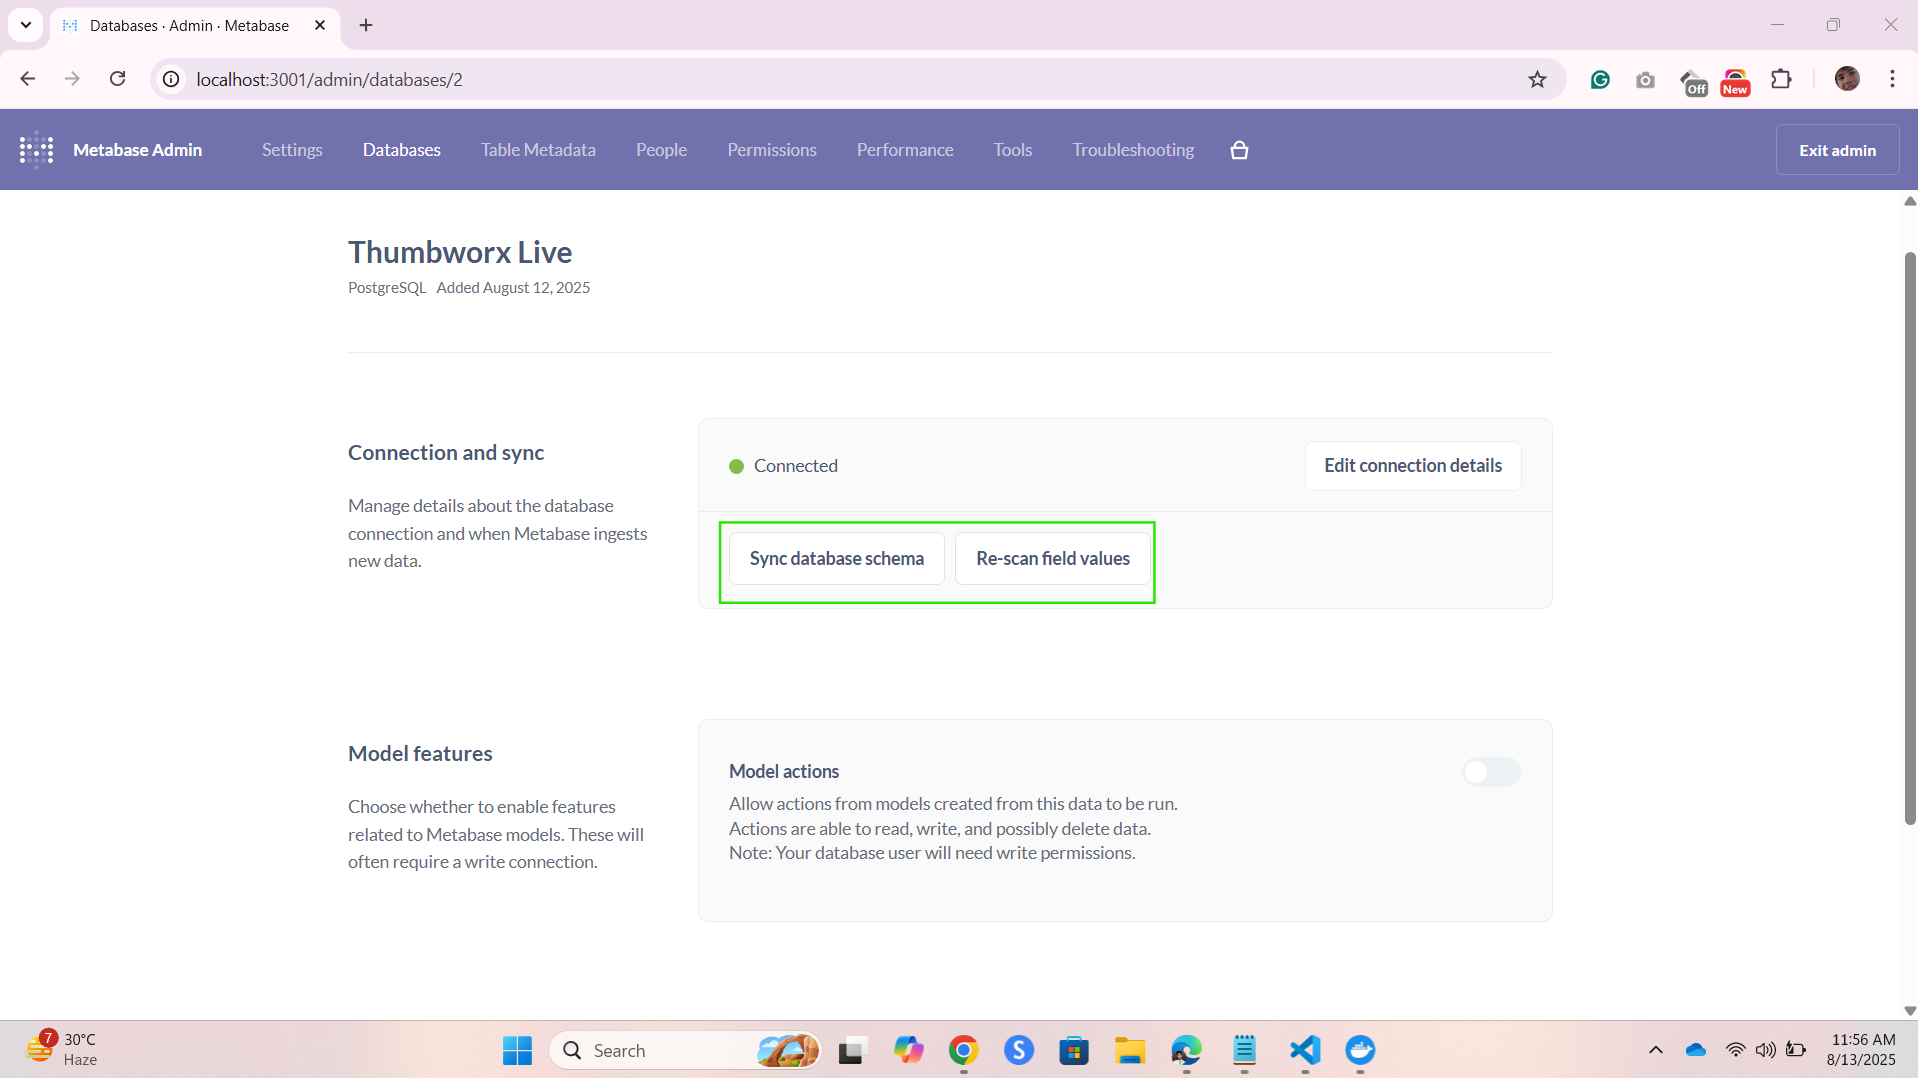 Databases · Admin · Metabase
localhost:3001/admin/databases/2
Off
New
Metabase Admin
Settings
Databases
Table Metadata
People
Permissions
Performance
Tools
Troubleshooting
Exit admin
Thumbworx Live
PostgreSQL Added August 12, 2025
Connection and sync
Manage details about the database
connection and when Metabase ingests
new data.
Connected
Edit connection details
Sync database schema
Re-scan field values
Model features
Choose whether to enable features
related to Metabase models. These will
often require a write connection.
Model actions
Allow actions from models created from this data to be run.
Actions are able to read, write, and possibly delete data.
Note: Your database user will need write permissions.
7
30°C
Haze
Search
S
11:56 AM
8/13/2025